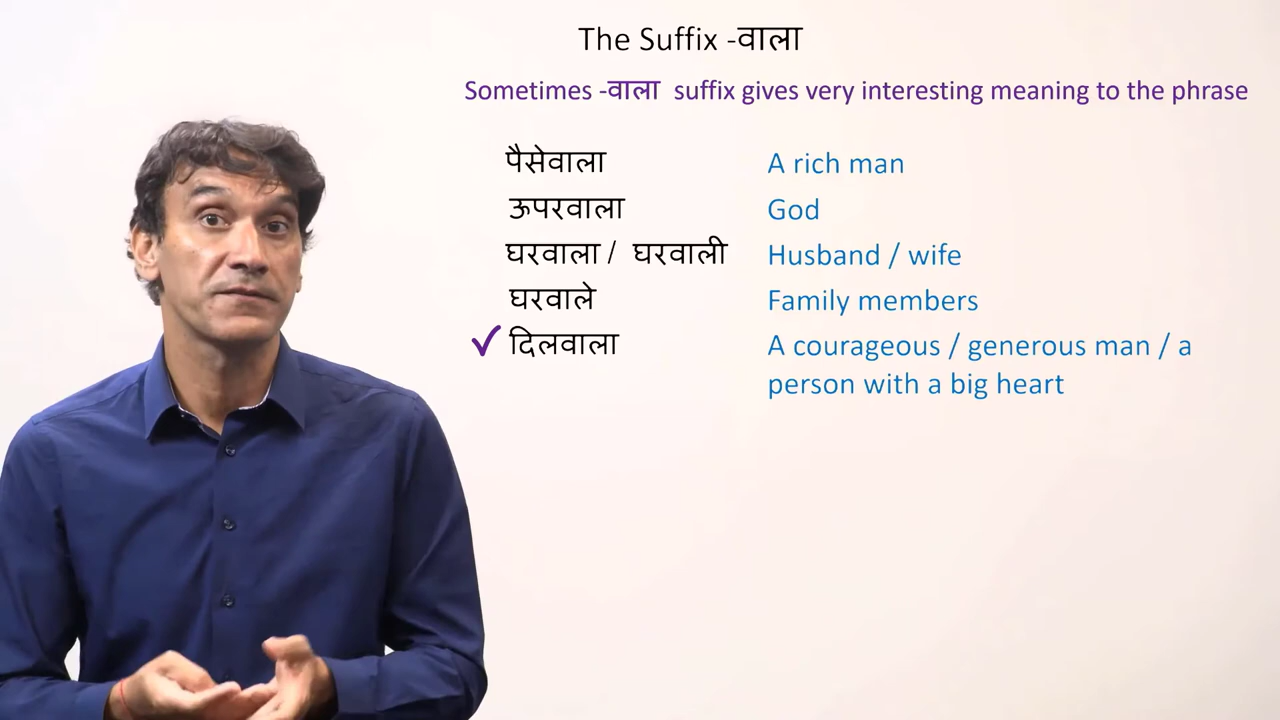 The Suffix -वाला
Sometimes -वाला suffix gives very interesting meaning to the phrase
पैसेवाला A rich man
ऊपरवाला God
घरवाला / घरवाली Husband / wife
घरवाले Family members
✓ दिलवाला A courageous / generous man / a
person with a big heart